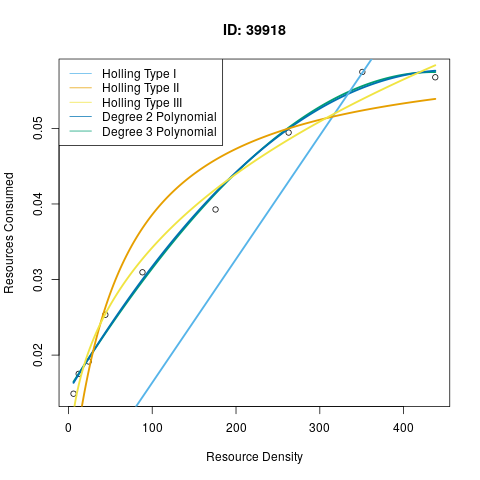 ID: 39918
Holling Type I
Holling Type II
Holling Type III
Degree 2 Polynomial
Degree 3 Polynomial
Resources Consumed
0.05
0.04
0.03
0.02
0 100 200 300 400
Resource Density